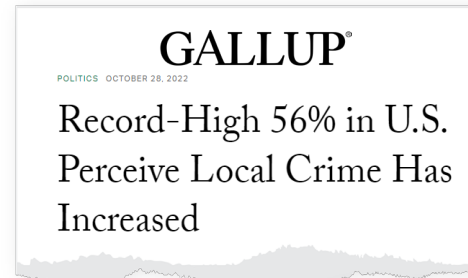 GALLUP®
POLITICS OCTOBER 28, 2022
Record-High 56% in U.S.
Perceive Local Crime Has
Increased